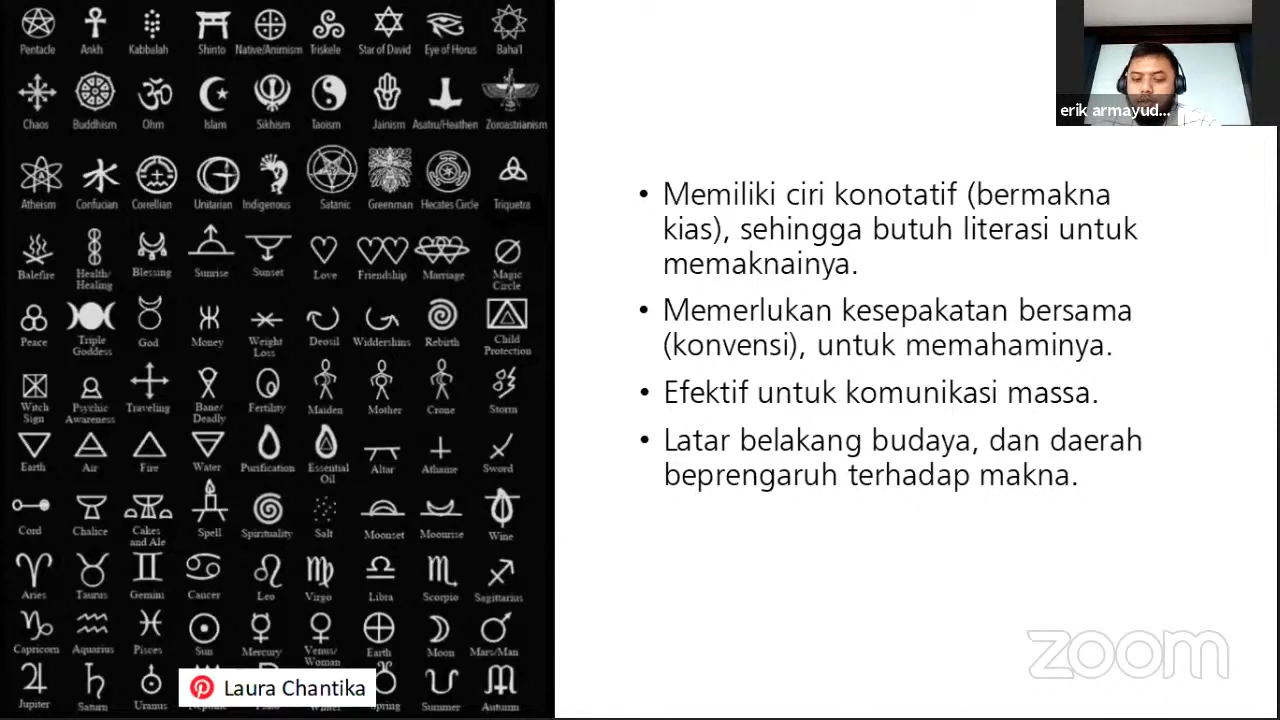 Pentacle Ankh Kabbalah Shinto Native/Animism Triskele Star of David Eye of Horus Baha'I
Chaos Buddhism Ohm Islam Sikhism Taoism Jainism Asatru/Heathen Zoroastrianism
Atheism Confucian Correllian Unitarian Indigenous Satanic Greenman Hecates Circle Triquetra
Balefire Health/ Blessing Sunrise Sunset Love Friendship Marriage Magic
Healing Circle
Peace Triple God Money Weight Deosil Widdershins Rebirth Child
Goddess Loss Protection
Witch Psychic Traveling Bane/ Fertility Maiden Mother Crone Storm
Sign Awareness Deadly
Earth Air Fire Water Purification Essential Altar Athame Sword
Oil
Cord Chalice Cakes Spell Spirituality Salt Moonset Moonrise Wine
and Ale
Aries Taurus Gemini Cancer Leo Virgo Libra Scorpio Sagittarius
Capricorn Aquarius Pisces Sun Mercury Venus/ Earth Moon Mars/Man
Woman
Jupiter Saturn Uranus Spring Summer Autumn
Laura Chantika
erik armayud...
• Memiliki ciri konotatif (bermakna
kias), sehingga butuh literasi untuk
memaknainya.
• Memerlukan kesepakatan bersama
(konvensi), untuk memahaminya.
• Efektif untuk komunikasi massa.
• Latar belakang budaya, dan daerah
beprengaruh terhadap makna.
zoom